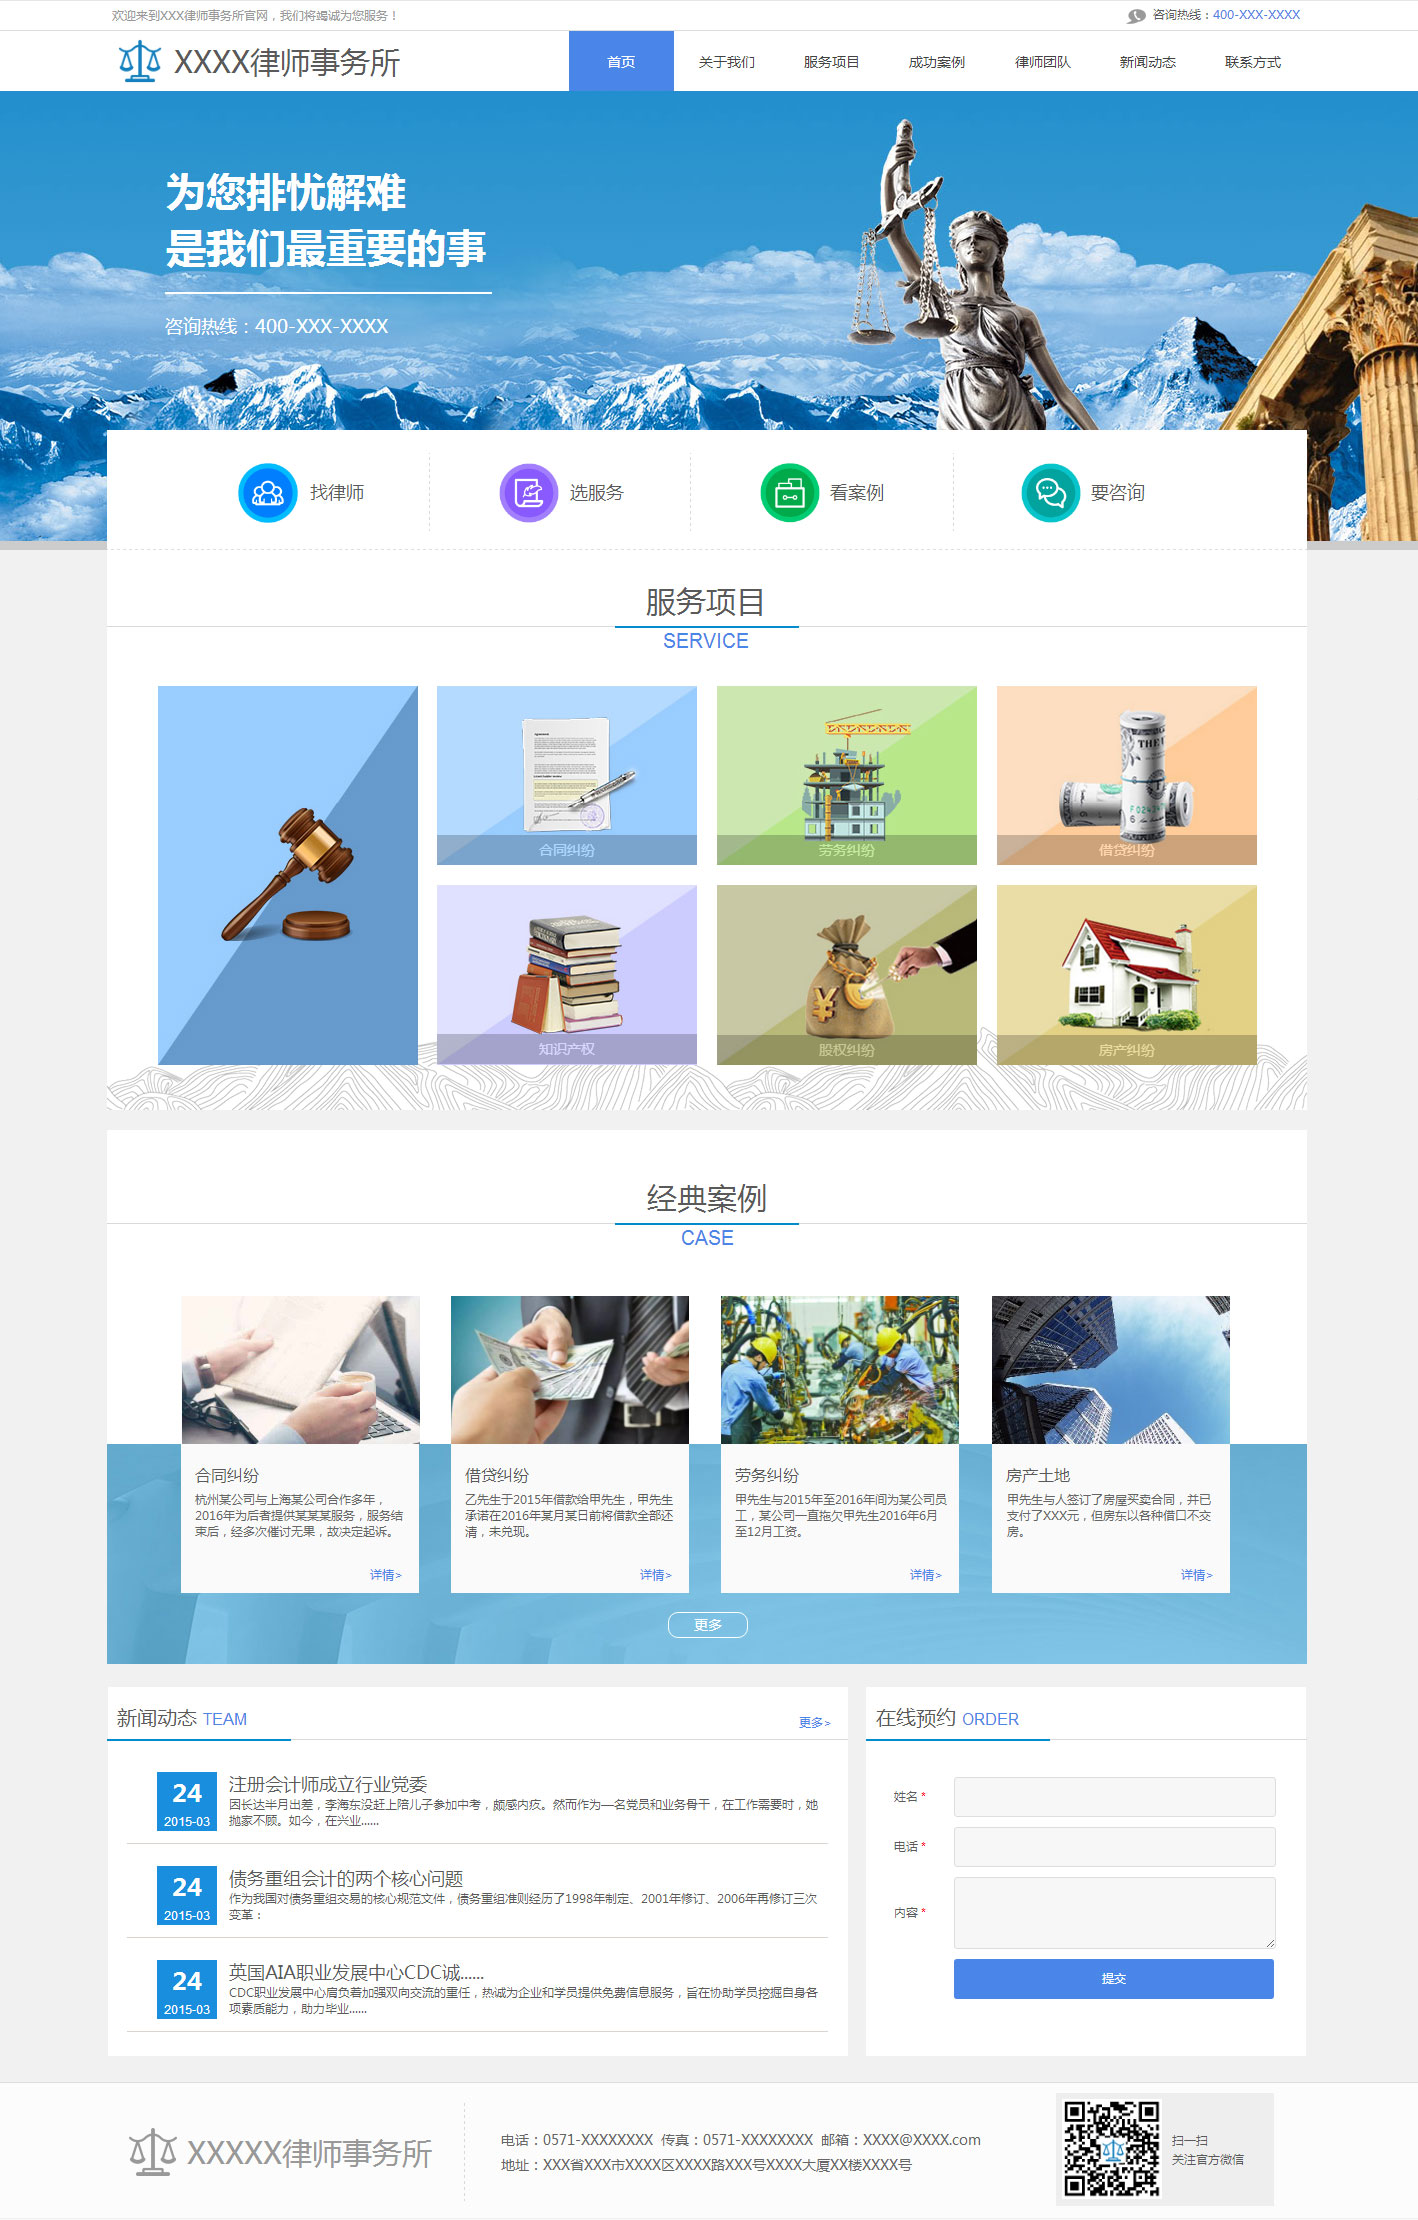 欢迎来到XXX律师事务所官网，我们将竭诚为您服务！
咨询热线：400-XXX-XXXX
XXXX律师事务所
首页
关于我们
服务项目
成功案例
律师团队
新闻动态
联系方式
为您排忧解难
是我们最重要的事
咨询热线：400-XXX-XXXX
找律师
选服务
看案例
要咨询
服务项目
SERVICE
合同纠纷
劳务纠纷
借贷纠纷
知识产权
股权纠纷
房产纠纷
经典案例
CASE
合同纠纷
杭州某公司与上海某公司合作多年，
2016年为后者提供某某某服务，服务结
束后，经多次催讨无果，故决定起诉。
详情>
借贷纠纷
乙先生于2015年借款给甲先生，甲先生
承诺在2016年某月某日前将借款全部还
清，未兑现。
详情>
劳务纠纷
甲先生与2015年至2016年间为某公司员
工，某公司一直拖欠甲先生2016年6月
至12月工资。
详情>
房产土地
甲先生与人签订了房屋买卖合同，并已
支付了XXX元，但房东以各种借口不交
房。
详情>
更多
新闻动态 TEAM
更多>
24
2015-03
注册会计师成立行业党委
因长达半月出差，李海东没赶上陪儿子参加中考，颇感内疚。然而作为一名党员和业务骨干，在工作需要时，她
抛家不顾。如今，在兴业......
24
2015-03
债务重组会计的两个核心问题
作为我国对债务重组交易的核心规范文件，债务重组准则经历了1998年制定、2001年修订、2006年再修订三次
变革：
24
2015-03
英国AIA职业发展中心CDC诚......
CDC职业发展中心肩负着加强双向交流的重任，热诚为企业和学员提供免费信息服务，旨在协助学员挖掘自身各
项素质能力，助力毕业......
在线预约 ORDER
姓名 *
电话 *
内容 *
提交
XXXXX律师事务所
电话：0571-XXXXXXXX 传真：0571-XXXXXXXX 邮箱：XXXX@XXXX.com
地址：XXX省XXX市XXXX区XXXX路XXX号XXXX大厦XX楼XXXX号
扫一扫
关注官方微信